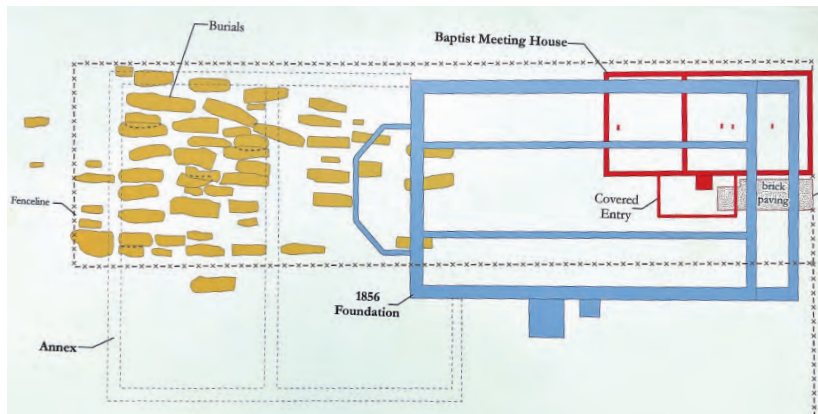 Burials
Baptist Meeting House
Covered
Entry
brick
paving
Fenceline
1856
Foundation
Annex